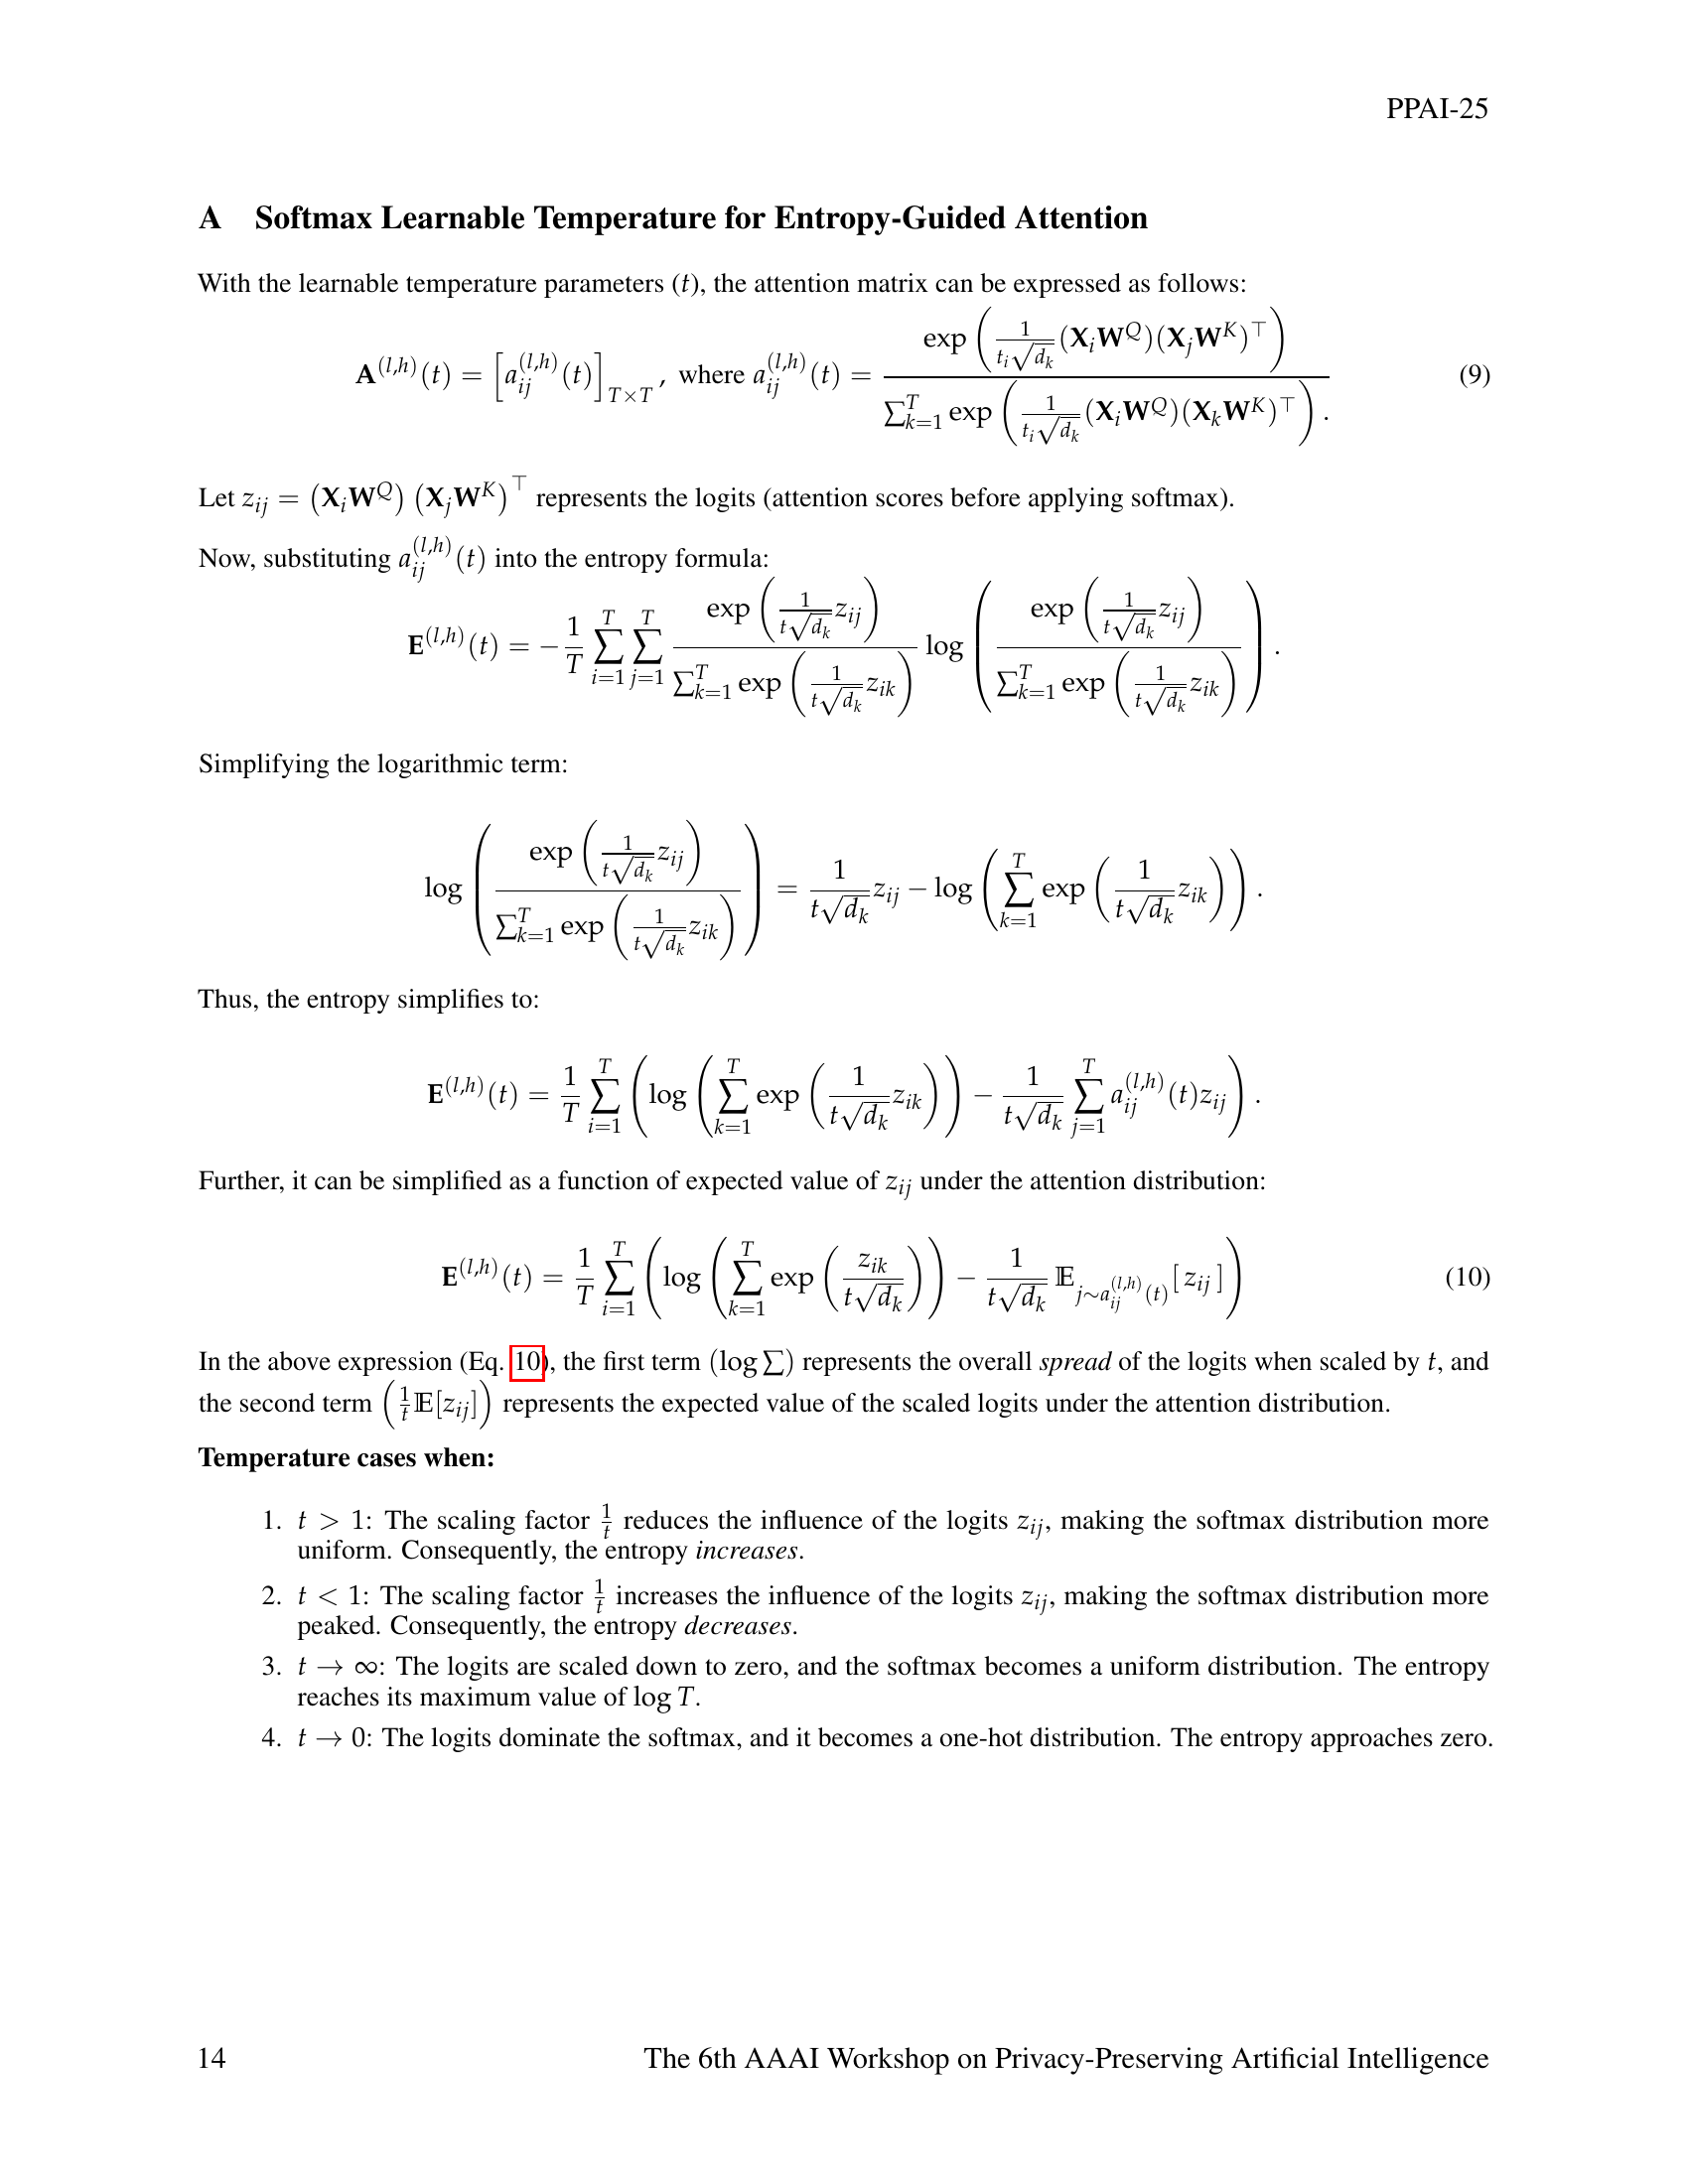 PPAI-25
A Softmax Learnable Temperature for Entropy-Guided Attention
With the learnable temperature parameters (t), the attention matrix can be expressed as follows:
$\mathbf{A}^{(l,h)}(t) = \left[a_{ij}^{(l,h)}(t)\right]_{T \times T}, \text{ where } a_{ij}^{(l,h)}(t) = \frac{\exp\left(\frac{1}{t_i\sqrt{d_k}}(\mathbf{X}_i\mathbf{W}^Q)(\mathbf{X}_j\mathbf{W}^K)^\top\right)}{\sum_{k=1}^{T}\exp\left(\frac{1}{t_i\sqrt{d_k}}(\mathbf{X}_i\mathbf{W}^Q)(\mathbf{X}_k\mathbf{W}^K)^\top\right).}$ (9)
Let $z_{ij} = (\mathbf{X}_i\mathbf{W}^Q)(\mathbf{X}_j\mathbf{W}^K)^\top$ represents the logits (attention scores before applying softmax).
Now, substituting $a_{ij}^{(l,h)}(t)$ into the entropy formula:
$\mathbf{E}^{(l,h)}(t) = -\frac{1}{T}\sum_{i=1}^{T}\sum_{j=1}^{T}\frac{\exp\left(\frac{1}{t\sqrt{d_k}}z_{ij}\right)}{\sum_{k=1}^{T}\exp\left(\frac{1}{t\sqrt{d_k}}z_{ik}\right)}\log\left(\frac{\exp\left(\frac{1}{t\sqrt{d_k}}z_{ij}\right)}{\sum_{k=1}^{T}\exp\left(\frac{1}{t\sqrt{d_k}}z_{ik}\right)}\right).$
Simplifying the logarithmic term:
$\log\left(\frac{\exp\left(\frac{1}{t\sqrt{d_k}}z_{ij}\right)}{\sum_{k=1}^{T}\exp\left(\frac{1}{t\sqrt{d_k}}z_{ik}\right)}\right) = \frac{1}{t\sqrt{d_k}}z_{ij} - \log\left(\sum_{k=1}^{T}\exp\left(\frac{1}{t\sqrt{d_k}}z_{ik}\right)\right).$
Thus, the entropy simplifies to:
$\mathbf{E}^{(l,h)}(t) = \frac{1}{T}\sum_{i=1}^{T}\left(\log\left(\sum_{k=1}^{T}\exp\left(\frac{1}{t\sqrt{d_k}}z_{ik}\right)\right) - \frac{1}{t\sqrt{d_k}}\sum_{j=1}^{T}a_{ij}^{(l,h)}(t)z_{ij}\right).$
Further, it can be simplified as a function of expected value of $z_{ij}$ under the attention distribution:
$\mathbf{E}^{(l,h)}(t) = \frac{1}{T}\sum_{i=1}^{T}\left(\log\left(\sum_{k=1}^{T}\exp\left(\frac{z_{ik}}{t\sqrt{d_k}}\right)\right) - \frac{1}{t\sqrt{d_k}}\mathbb{E}_{j\sim a_{ij}^{(l,h)}(t)}[z_{ij}]\right)$ (10)
In the above expression (Eq. 10), the first term $(\log\sum)$ represents the overall spread of the logits when scaled by t, and
the second term $\left(\frac{1}{t}\mathbb{E}[z_{ij}]\right)$ represents the expected value of the scaled logits under the attention distribution.
Temperature cases when:
1. $t > 1$: The scaling factor $\frac{1}{t}$ reduces the influence of the logits $z_{ij}$, making the softmax distribution more
uniform. Consequently, the entropy increases.
2. $t < 1$: The scaling factor $\frac{1}{t}$ increases the influence of the logits $z_{ij}$, making the softmax distribution more
peaked. Consequently, the entropy decreases.
3. $t \to \infty$: The logits are scaled down to zero, and the softmax becomes a uniform distribution. The entropy
reaches its maximum value of $\log T$.
4. $t \to 0$: The logits dominate the softmax, and it becomes a one-hot distribution. The entropy approaches zero.
14 The 6th AAAI Workshop on Privacy-Preserving Artificial Intelligence